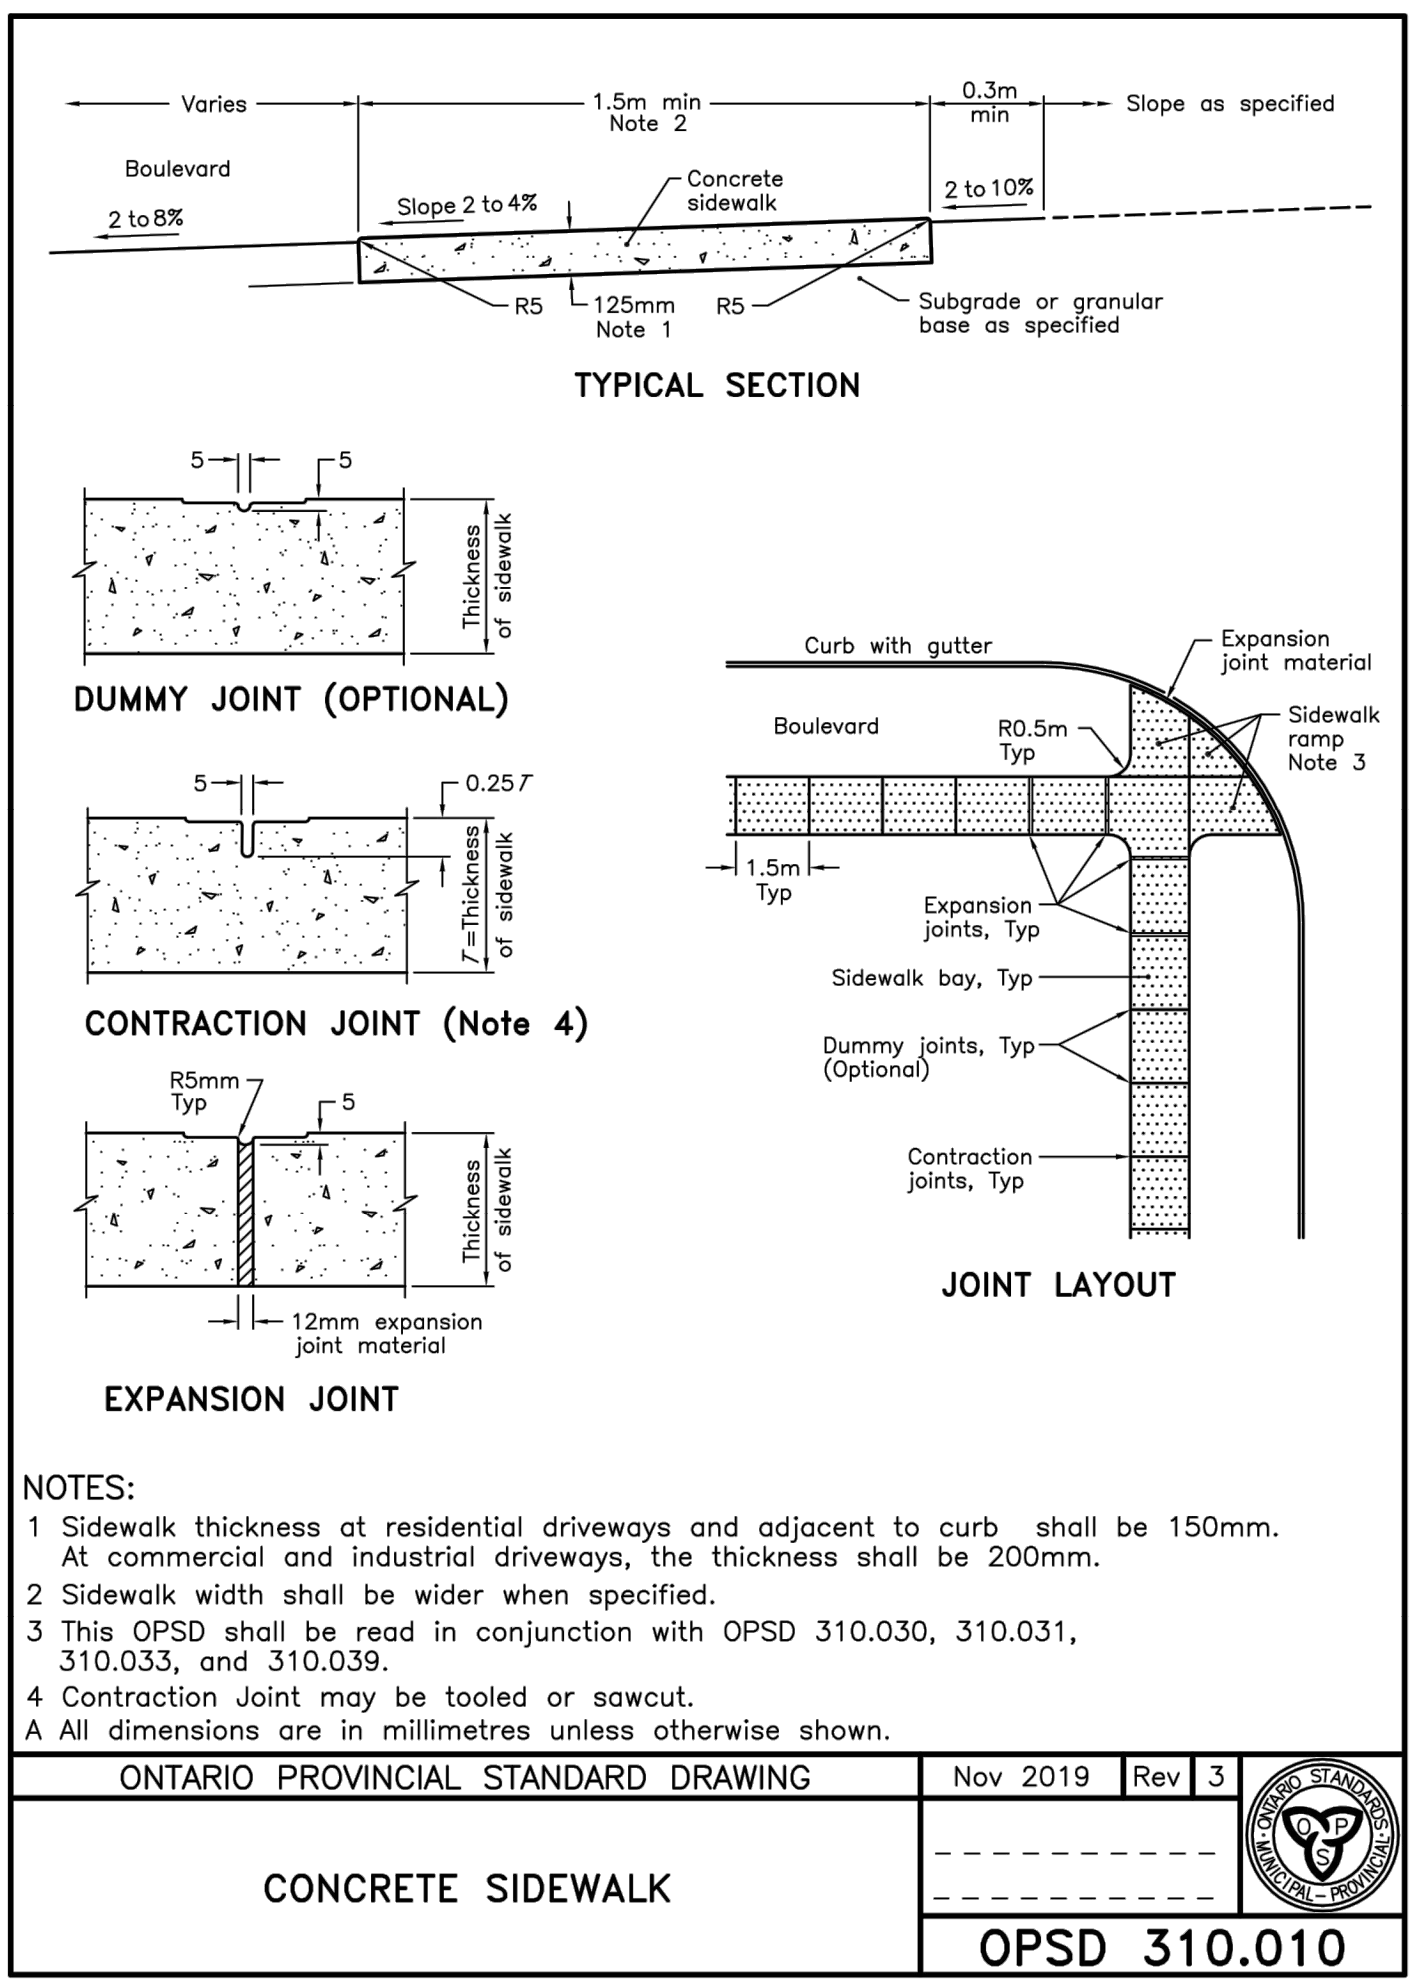 Varies
1.5m min
Note 2
0.3m
min
Slope as specified
Boulevard
2 to 8%
Slope 2 to 4%
Concrete
sidewalk
2 to 10%
R5
125mm
Note 1
R5
Subgrade or granular
base as specified
TYPICAL SECTION
5
5
Thickness
of sidewalk
DUMMY JOINT (OPTIONAL)
5
0.25T
T=Thickness
of sidewalk
CONTRACTION JOINT (Note 4)
R5mm
Typ
5
Thickness
of sidewalk
12mm expansion
joint material
EXPANSION JOINT
Curb with gutter
Expansion
joint material
Boulevard
R0.5m
Typ
Sidewalk
ramp
Note 3
1.5m
Typ
Expansion
joints, Typ
Sidewalk bay, Typ
Dummy joints, Typ
(Optional)
Contraction
joints, Typ
JOINT LAYOUT
NOTES:
1 Sidewalk thickness at residential driveways and adjacent to curb shall be 150mm.
At commercial and industrial driveways, the thickness shall be 200mm.
2 Sidewalk width shall be wider when specified.
3 This OPSD shall be read in conjunction with OPSD 310.030, 310.031,
310.033, and 310.039.
4 Contraction Joint may be tooled or sawcut.
A All dimensions are in millimetres unless otherwise shown.
ONTARIO PROVINCIAL STANDARD DRAWING
Nov 2019
Rev
3
CONCRETE SIDEWALK
ONTARIO STANDARDS
MUNICIPAL - PROVINCIAL
O P
S
OPSD 310.010